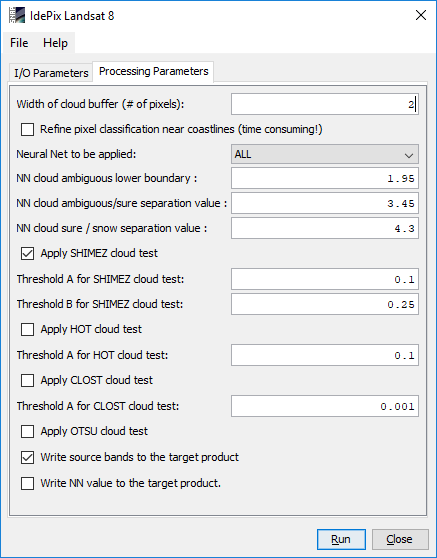 IdePix Landsat 8
File Help
I/O Parameters Processing Parameters
Width of cloud buffer (# of pixels): 2
Refine pixel classification near coastlines (time consuming!)
Neural Net to be applied: ALL
NN cloud ambiguous lower boundary : 1.95
NN cloud ambiguous/sure separation value : 3.45
NN cloud sure / snow separation value : 4.3
Apply SHIMEZ cloud test
Threshold A for SHIMEZ cloud test: 0.1
Threshold B for SHIMEZ cloud test: 0.25
Apply HOT cloud test
Threshold A for HOT cloud test: 0.1
Apply CLOST cloud test
Threshold A for CLOST cloud test: 0.001
Apply OTSU cloud test
Write source bands to the target product
Write NN value to the target product.
Run Close